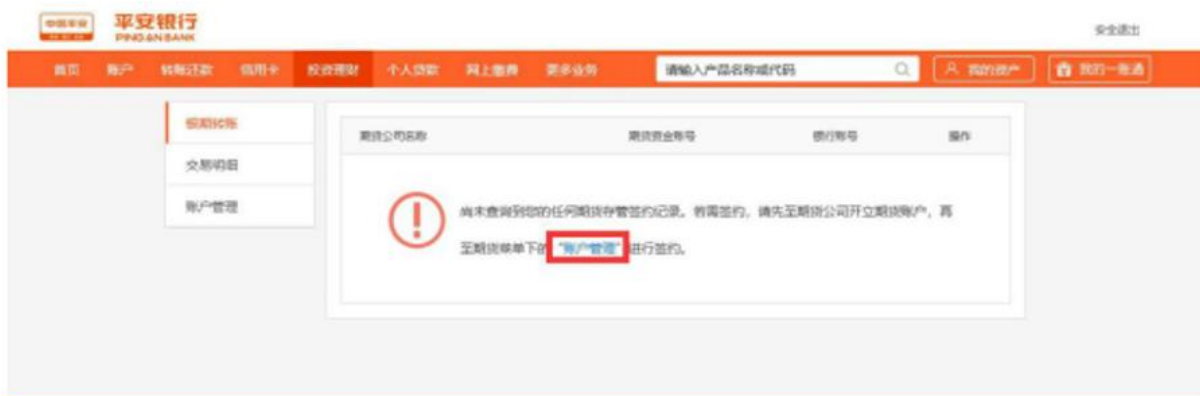 中国平安
平安银行
PING AN BANK
安全退出
首页 账户 转账还款 信用卡 投资理财 个人贷款 网上缴费 更多业务 请输入产品名称或代码 我的资产 我的一账通
银期转账
交易明细
账户管理
期货公司名称 期货资金账号 银行账号 操作
尚未查询到您的任何期货存管签约记录。若需签约，请先至期货公司开立期货账户，再
至期货菜单下的“账户管理”进行签约。